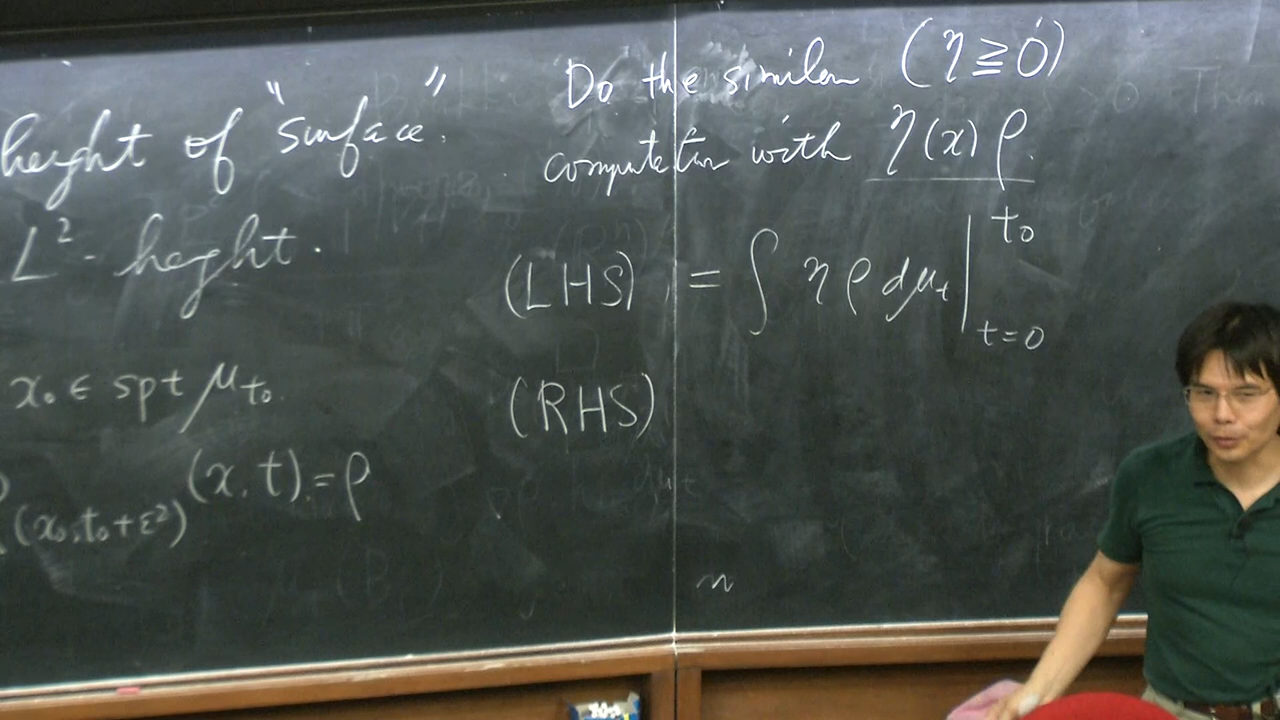 height of "surface".
L²-height.
x₀ ∈ spt μ_{t₀}.
(x₀, t₀+ε²) (x, t) = ρ
Do the similar (η ≧ 0)
computation with η(x) ρ.
(LHS) = ∫ η ρ dμ_t |_{t=0}^{t₀}
(RHS)
n